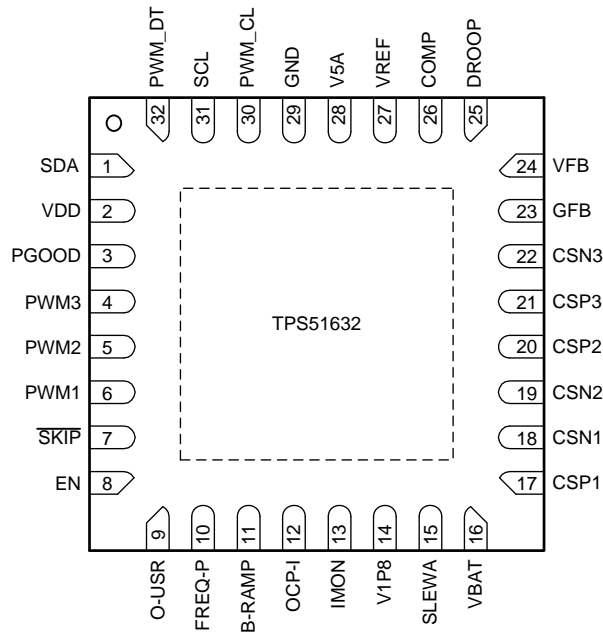 PWM_DT
SCL
PWM_CL
GND
V5A
VREF
COMP
DROOP
32
31
30
29
28
27
26
25
SDA 1
24 VFB
VDD 2
23 GFB
PGOOD 3
22 CSN3
PWM3 4
21 CSP3
TPS51632
PWM2 5
20 CSP2
PWM1 6
19 CSN2
SKIP 7
18 CSN1
EN 8
17 CSP1
9
10
11
12
13
14
15
16
O-USR
FREQ-P
B-RAMP
OCP-I
IMON
V1P8
SLEWA
VBAT